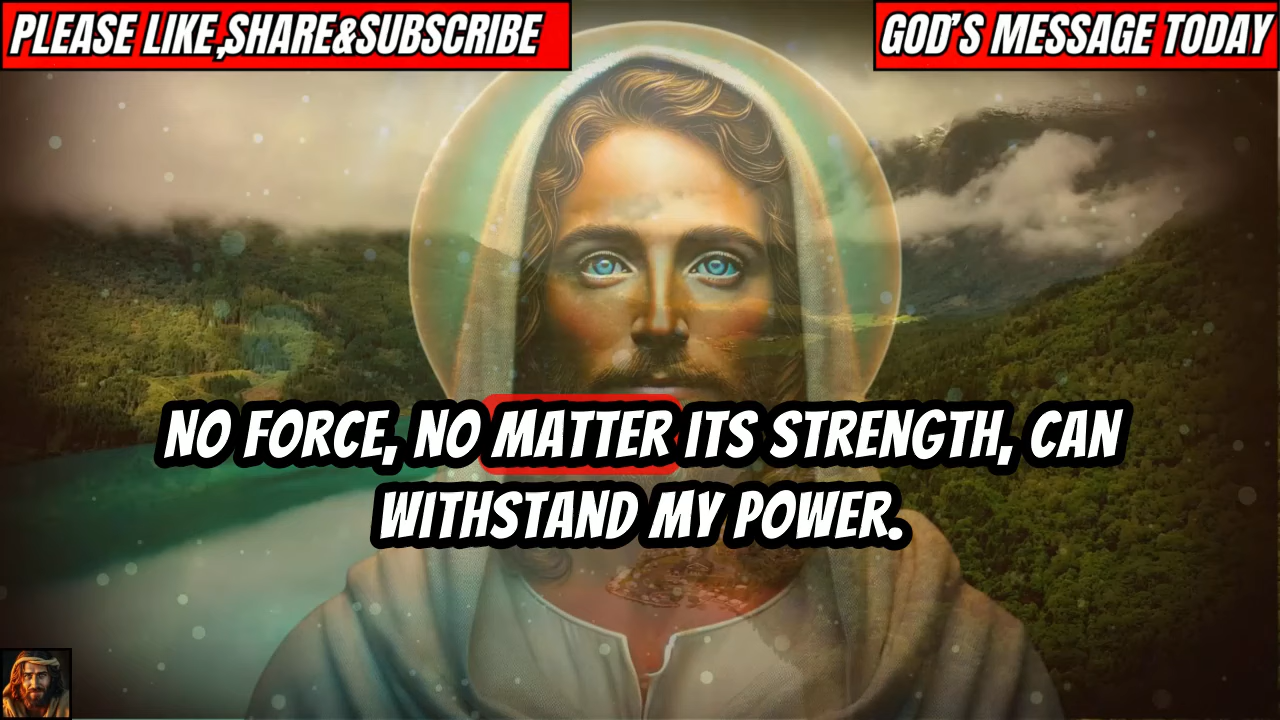 PLEASE LIKE,SHARE&SUBSCRIBE
GOD'S MESSAGE TODAY
NO FORCE, NO MATTER ITS STRENGTH, CAN
WITHSTAND MY POWER.